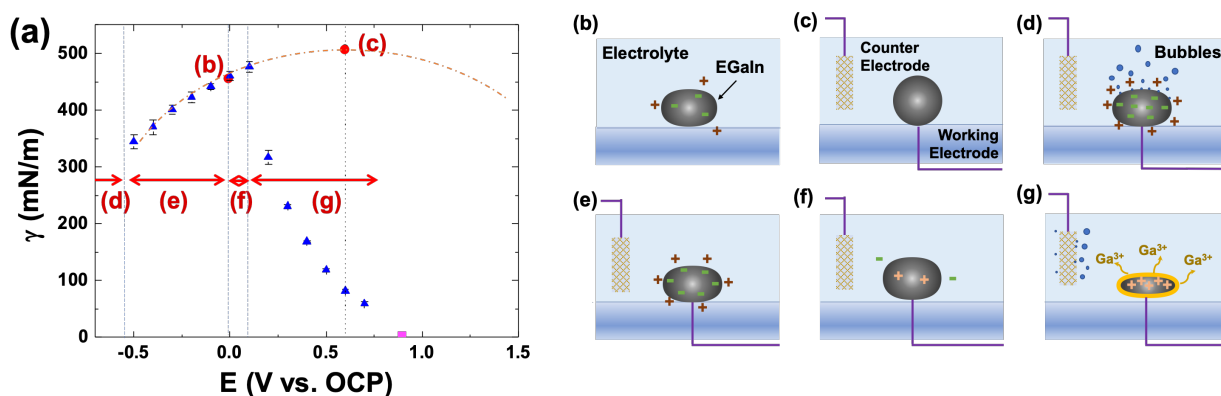 (a)
γ (mN/m)
500
400
300
200
100
0
-0.5
0.0
0.5
1.0
1.5
E (V vs. OCP)
(b)
(c)
(d)
(e)
(f)
(g)
(b)
Electrolyte
EGaIn
(c)
Counter
Electrode
Working
Electrode
(d)
Bubbles
(e)
(f)
(g)
Ga3+
Ga3+
Ga3+